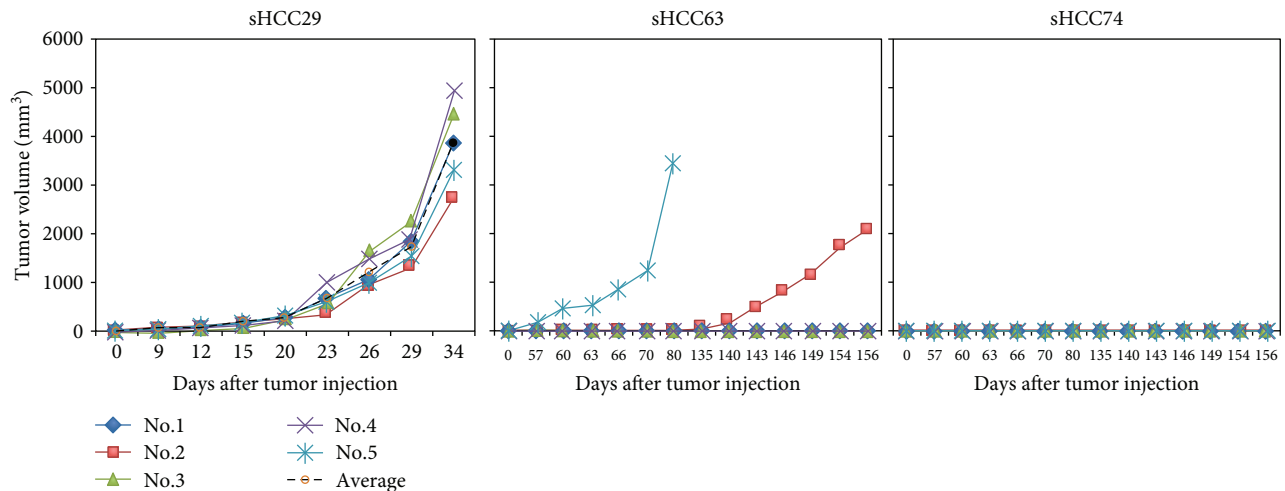 sHCC29 sHCC63 sHCC74
Tumor volume (mm³)
6000
5000
4000
3000
2000
1000
0
0 9 12 15 20 23 26 29 34
0 57 60 63 66 70 80 135 140 143 146 149 154 156
0 57 60 63 66 70 80 135 140 143 146 149 154 156
Days after tumor injection Days after tumor injection Days after tumor injection
No.1 No.4
No.2 No.5
No.3 Average